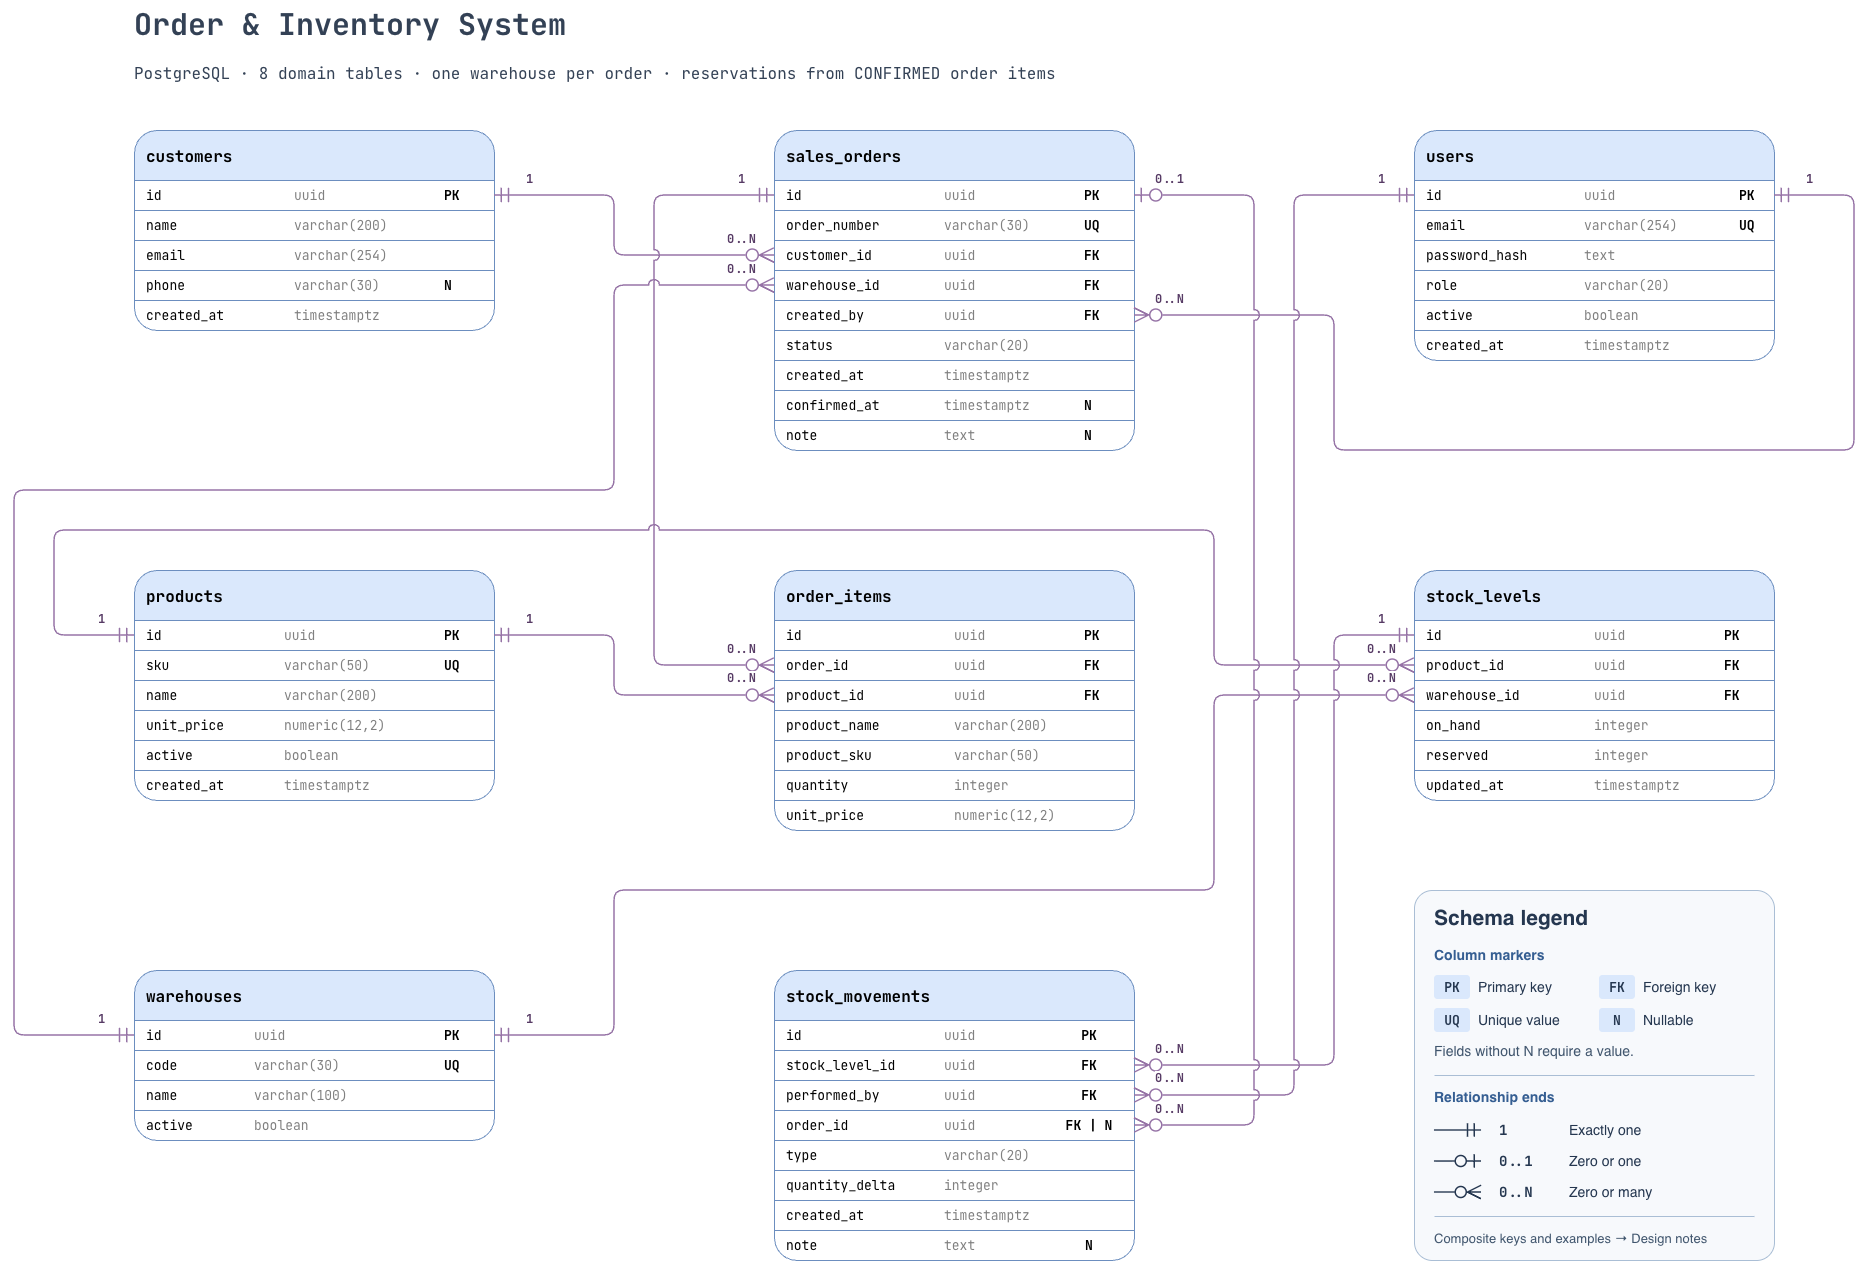 Order & Inventory System
PostgreSQL · 8 domain tables · one warehouse per order · reservations from CONFIRMED order items
customers
id uuid PK
name varchar(200)
email varchar(254)
phone varchar(30) N
created_at timestamptz
1
0..N
0..N
1
sales_orders
id uuid PK
order_number varchar(30) UQ
customer_id uuid FK
warehouse_id uuid FK
created_by uuid FK
status varchar(20)
created_at timestamptz
confirmed_at timestamptz N
note text N
0..1
0..N
1
users
id uuid PK
email varchar(254) UQ
password_hash text
role varchar(20)
active boolean
created_at timestamptz
1
1
products
id uuid PK
sku varchar(50) UQ
name varchar(200)
unit_price numeric(12,2)
active boolean
created_at timestamptz
1
0..N
0..N
order_items
id uuid PK
order_id uuid FK
product_id uuid FK
product_name varchar(200)
product_sku varchar(50)
quantity integer
unit_price numeric(12,2)
1
0..N
0..N
stock_levels
id uuid PK
product_id uuid FK
warehouse_id uuid FK
on_hand integer
reserved integer
updated_at timestamptz
1
warehouses
id uuid PK
code varchar(30) UQ
name varchar(100)
active boolean
1
stock_movements
id uuid PK
stock_level_id uuid FK
performed_by uuid FK
order_id uuid FK | N
type varchar(20)
quantity_delta integer
created_at timestamptz
note text N
0..N
0..N
0..N
Schema legend
Column markers
PK Primary key FK Foreign key
UQ Unique value N Nullable
Fields without N require a value.
Relationship ends
1 Exactly one
0..1 Zero or one
0..N Zero or many
Composite keys and examples → Design notes